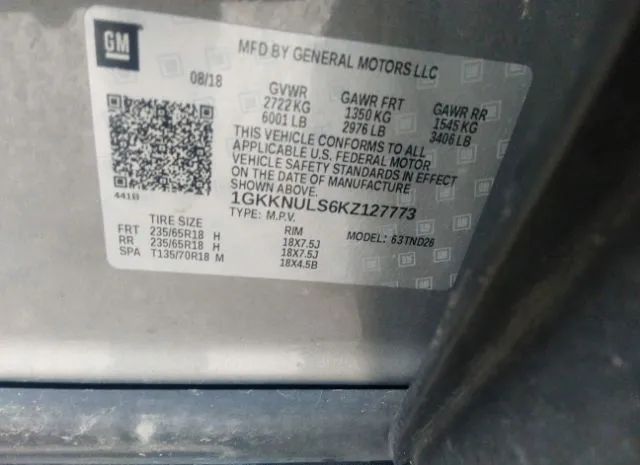 GM
MFD BY GENERAL MOTORS LLC
08/18
GVWR GAWR FRT GAWR RR
2722 KG 1350 KG 1545 KG
6001 LB 2976 LB 3406 LB
THIS VEHICLE CONFORMS TO ALL
APPLICABLE U.S. FEDERAL MOTOR
VEHICLE SAFETY STANDARDS IN EFFECT
ON THE DATE OF MANUFACTURE
SHOWN ABOVE.
441B
1GKKNULS6KZ127773
TYPE: M.P.V.
MODEL: 63TND26
TIRE SIZE RIM
FRT 235/65R18 H 18X7.5J
RR 235/65R18 H 18X7.5J
SPA T135/70R18 M 18X4.5B